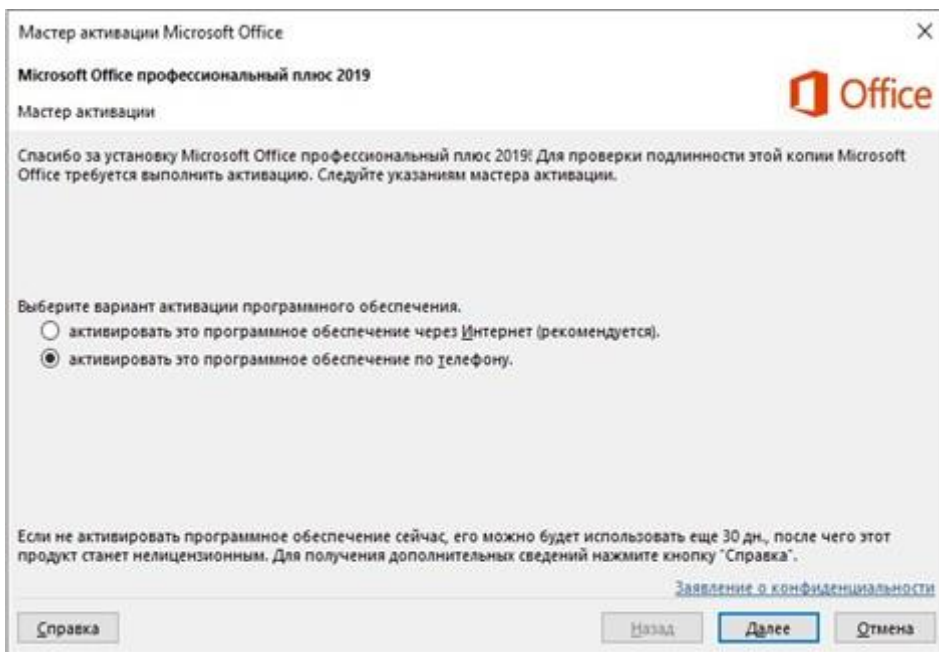 Мастер активации Microsoft Office
Microsoft Office профессиональный плюс 2019
Office
Мастер активации
Спасибо за установку Microsoft Office профессиональный плюс 2019! Для проверки подлинности этой копии Microsoft
Office требуется выполнить активацию. Следуйте указаниям мастера активации.
Выберите вариант активации программного обеспечения.
активировать это программное обеспечение через Интернет (рекомендуется).
активировать это программное обеспечение по телефону.
Если не активировать программное обеспечение сейчас, его можно будет использовать еще 30 дн., после чего этот
продукт станет нелицензионным. Для получения дополнительных сведений нажмите кнопку "Справка".
Заявление о конфиденциальности
Справка
Назад
Далее
Отмена